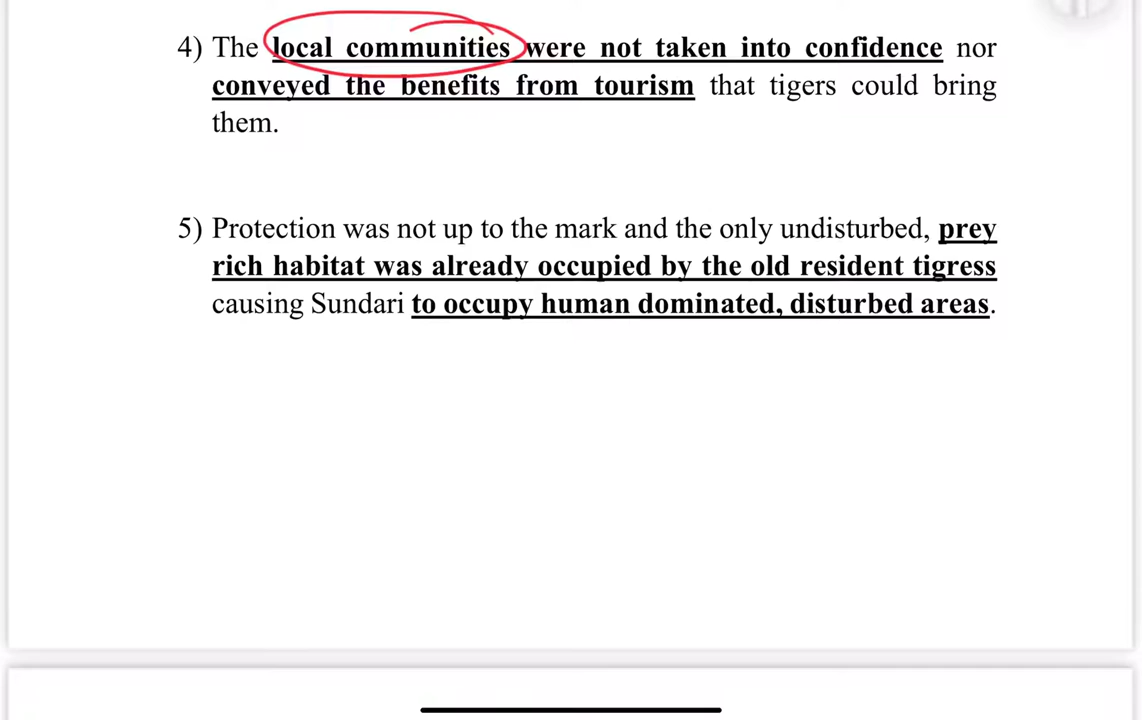 4) The local communities were not taken into confidence nor
conveyed the benefits from tourism that tigers could bring
them.
5) Protection was not up to the mark and the only undisturbed, prey
rich habitat was already occupied by the old resident tigress
causing Sundari to occupy human dominated, disturbed areas.